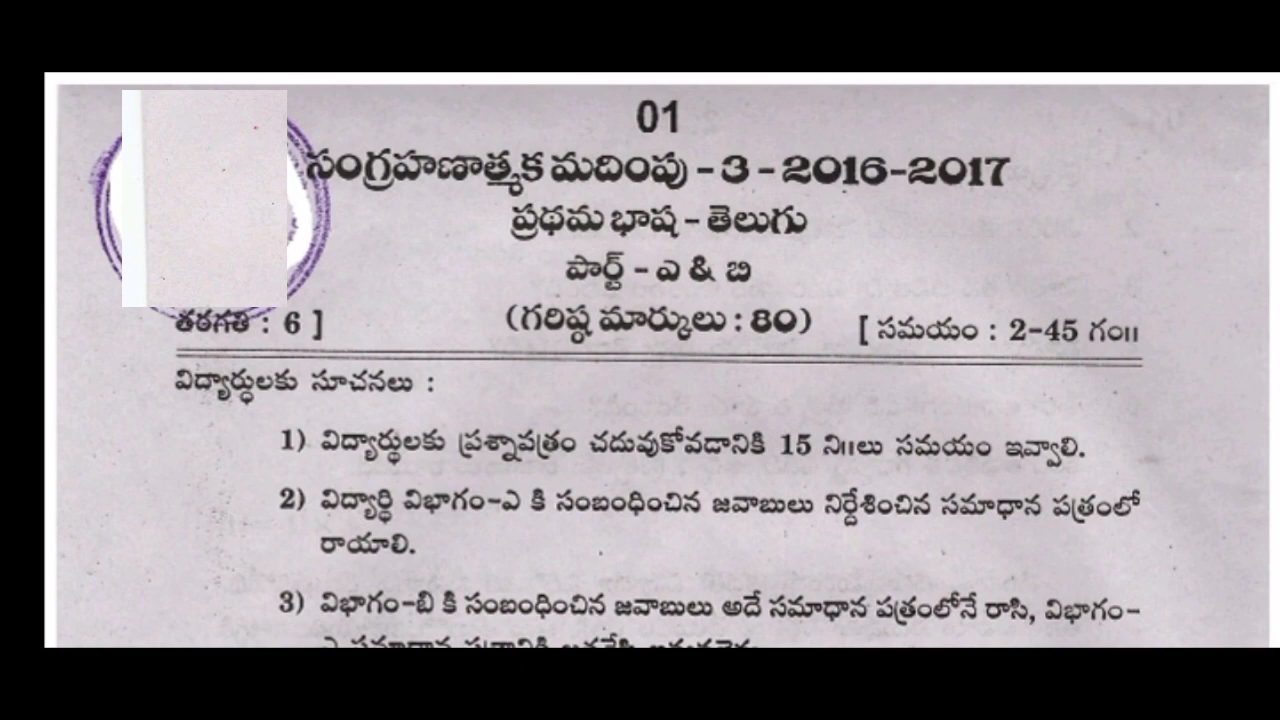 01
సంగ్రహణాత్మక మదింపు - 3 - 2016-2017
ప్రథమ భాష - తెలుగు
పార్ట్ - ఎ & బి
తరగతి : 6 ] (గరిష్ఠ మార్కులు : 80) [ సమయం : 2-45 గం॥
విద్యార్థులకు సూచనలు :
1) విద్యార్థులకు ప్రశ్నాపత్రం చదువుకోవడానికి 15 ని॥లు సమయం ఇవ్వాలి.
2) విద్యార్థి విభాగం-ఎ కి సంబంధించిన జవాబులు నిర్దేశించిన సమాధాన పత్రంలో
రాయాలి.
3) విభాగం-బి కి సంబంధించిన జవాబులు అదే సమాధాన పత్రంలోనే రాసి, విభాగం-